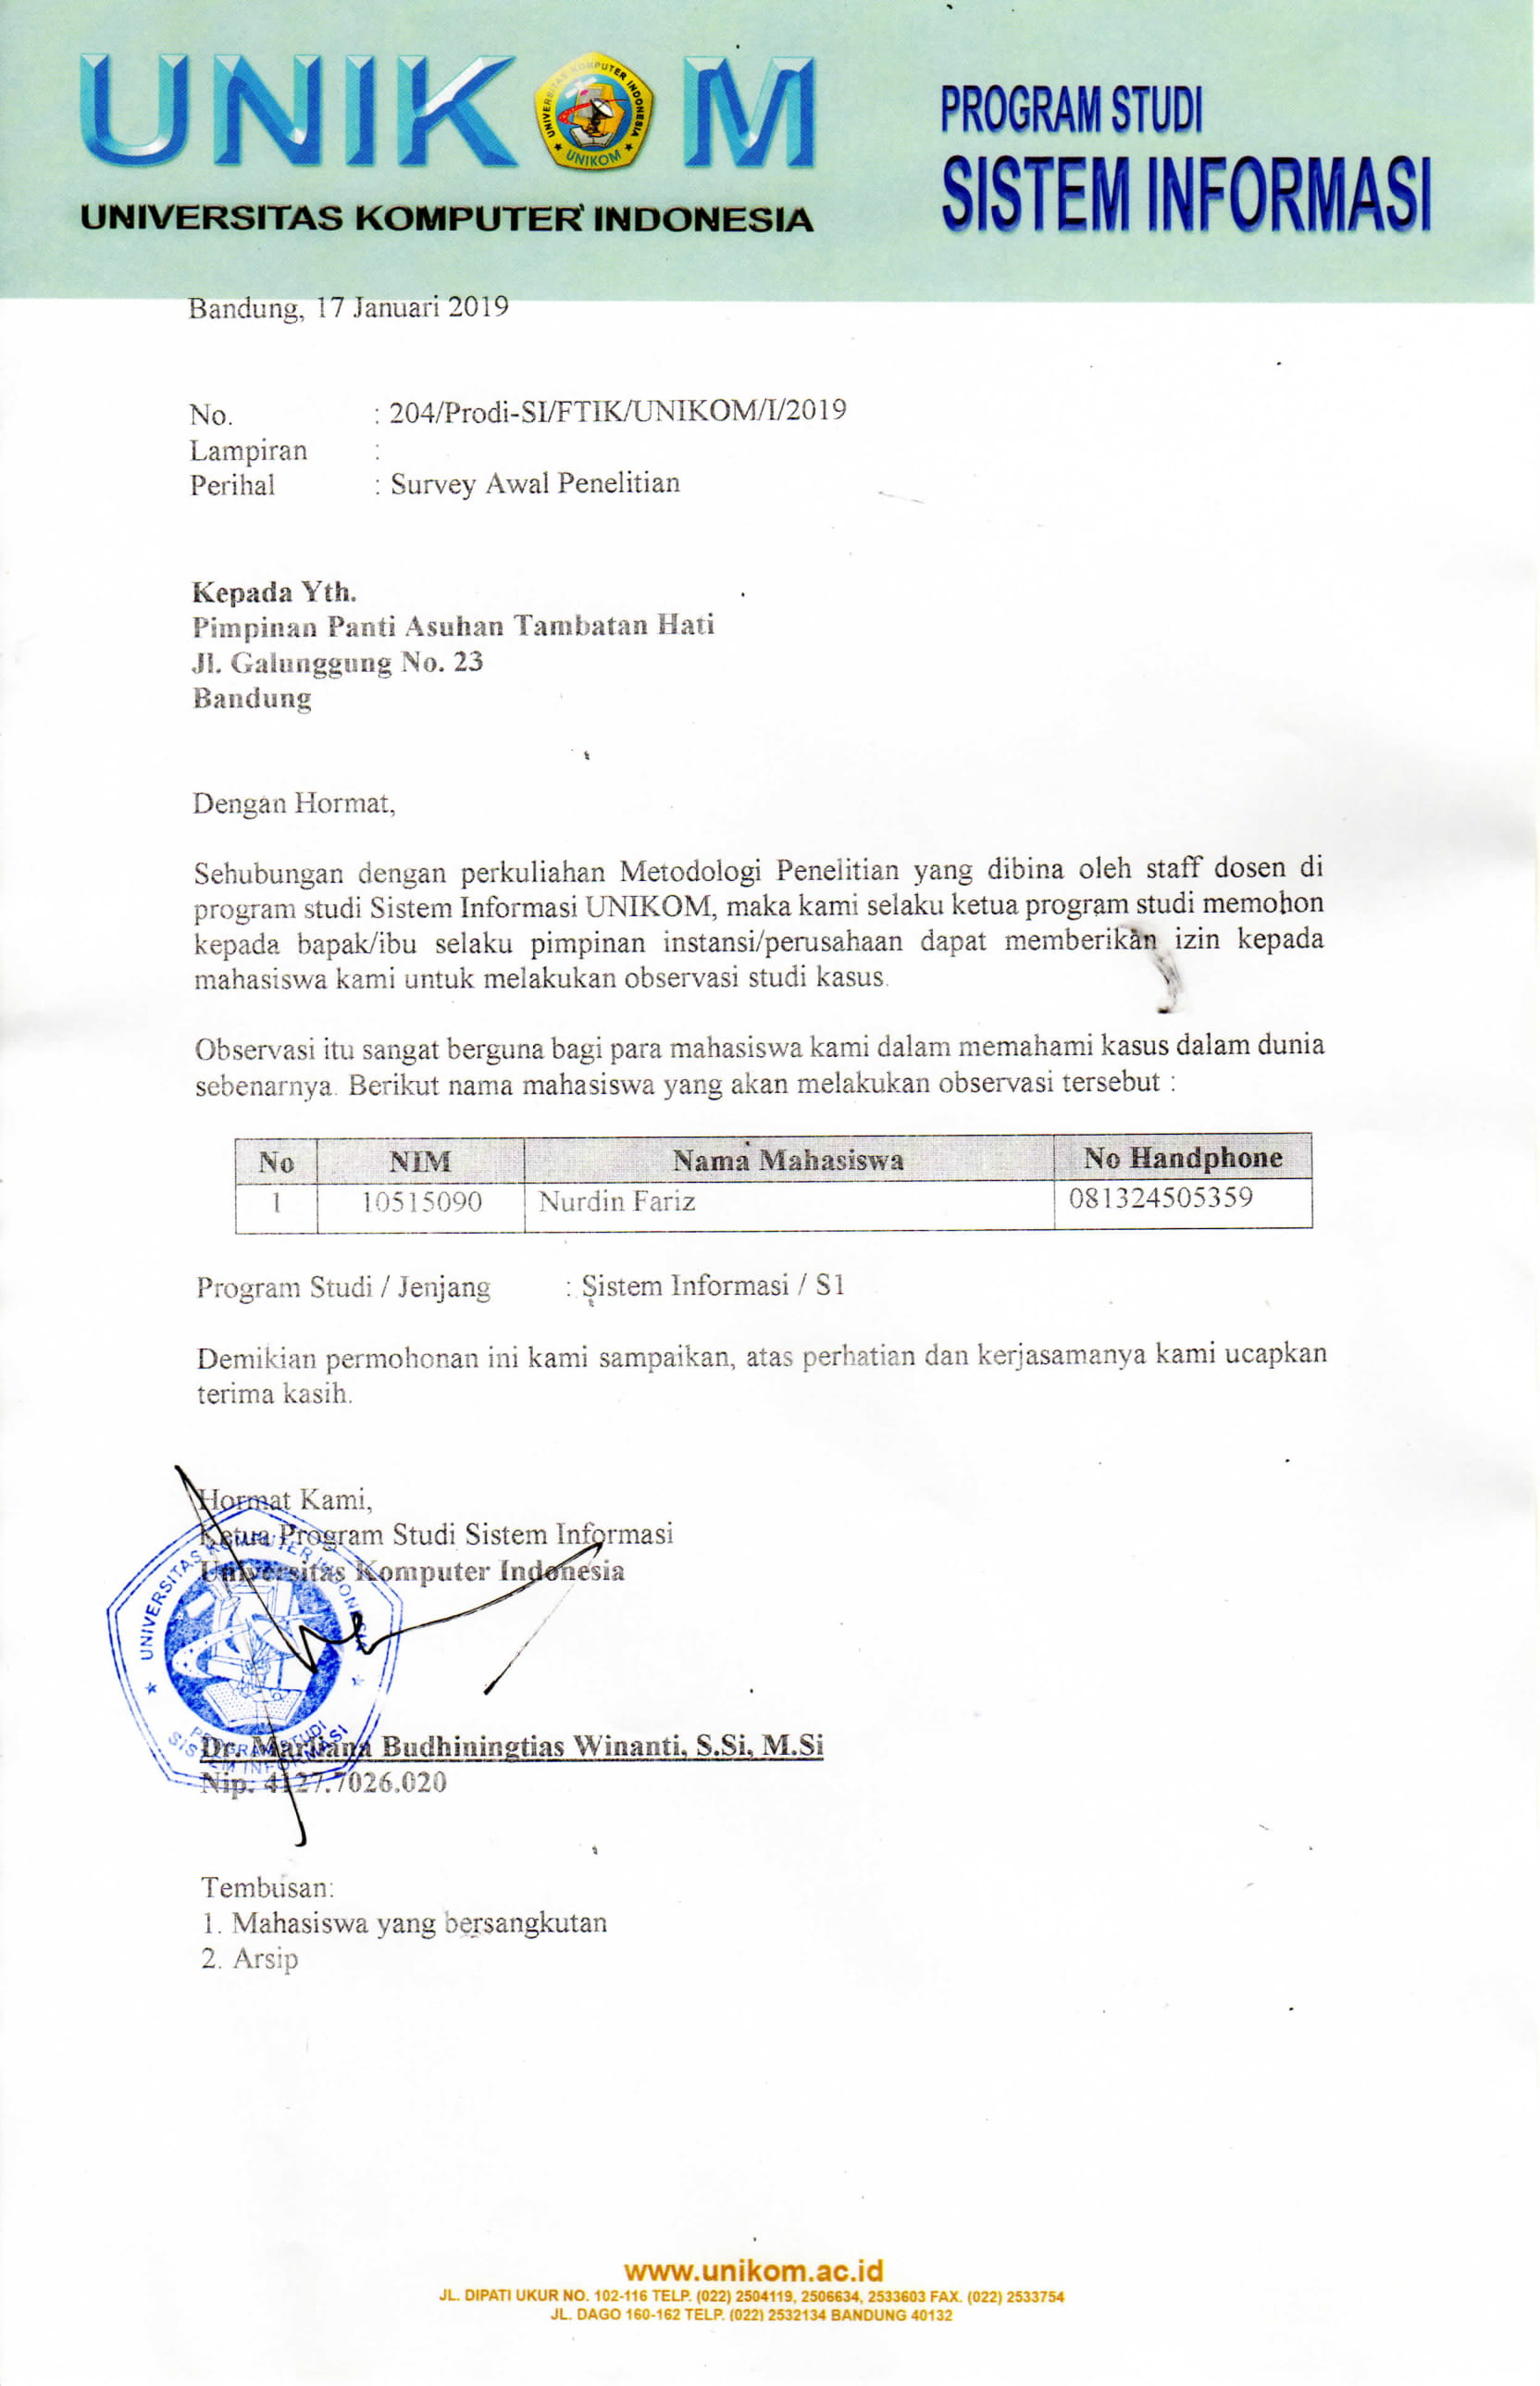 UNIKOM
UNIVERSITAS KOMPUTER INDONESIA
UNIKOM
UNIVERSITAS KOMPUTER INDONESIA
PROGRAM STUDI
SISTEM INFORMASI
Bandung, 17 Januari 2019
No. : 204/Prodi-SI/FTIK/UNIKOM/I/2019
Lampiran :
Perihal : Survey Awal Penelitian
Kepada Yth.
Pimpinan Panti Asuhan Tambatan Hati
Jl. Galunggung No. 23
Bandung
Dengan Hormat,
Sehubungan dengan perkuliahan Metodologi Penelitian yang dibina oleh staff dosen di
program studi Sistem Informasi UNIKOM, maka kami selaku ketua program studi memohon
kepada bapak/ibu selaku pimpinan instansi/perusahaan dapat memberikan izin kepada
mahasiswa kami untuk melakukan observasi studi kasus.
Observasi itu sangat berguna bagi para mahasiswa kami dalam memahami kasus dalam dunia
sebenarnya. Berikut nama mahasiswa yang akan melakukan observasi tersebut :
No NIM Nama Mahasiswa No Handphone
1 10515090 Nurdin Fariz 081324505359
Program Studi / Jenjang : Sistem Informasi / S1
Demikian permohonan ini kami sampaikan, atas perhatian dan kerjasamanya kami ucapkan
terima kasih.
Hormat Kami,
Ketua Program Studi Sistem Informasi
Universitas Komputer Indonesia
UNIVERSITAS KOMPUTER INDONESIA
PROGRAM STUDI
SISTEM INFORMASI
Dr. Marliana Budhiningtias Winanti, S.Si, M.Si
Nip. 4127.7026.020
Tembusan:
1. Mahasiswa yang bersangkutan
2. Arsip
www.unikom.ac.id
JL. DIPATI UKUR NO. 102-116 TELP. (022) 2504119, 2506634, 2533603 FAX. (022) 2533754
JL. DAGO 160-162 TELP. (022) 2532134 BANDUNG 40132